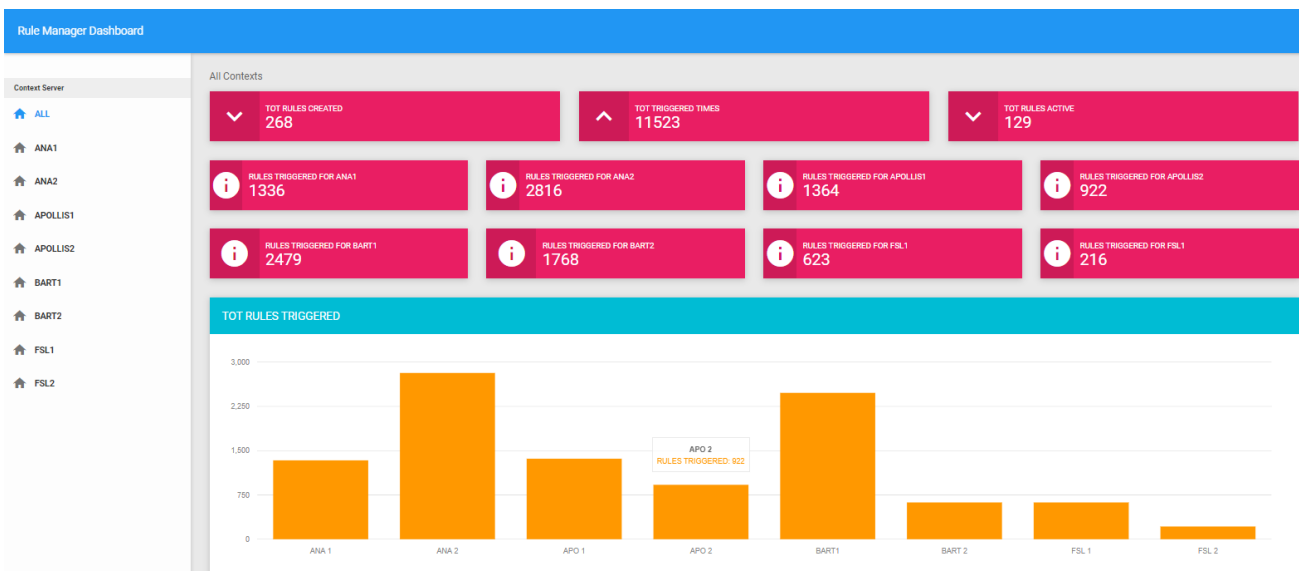 Rule Manager Dashboard
Context Server
ALL
ANA1
ANA2
APOLLIS1
APOLLIS2
BART1
BART2
FSL1
FSL2
All Contexts
TOT RULES CREATED
268
TOT TRIGGERED TIMES
11523
TOT RULES ACTIVE
129
RULES TRIGGERED FOR ANA1
1336
RULES TRIGGERED FOR ANA2
2816
RULES TRIGGERED FOR APOLLIS1
1364
RULES TRIGGERED FOR APOLLIS2
922
RULES TRIGGERED FOR BART1
2479
RULES TRIGGERED FOR BART2
1768
RULES TRIGGERED FOR FSL1
623
RULES TRIGGERED FOR FSL1
216
TOT RULES TRIGGERED
3,000
2,250
1,500
750
0
APO 2
RULES TRIGGERED: 922
ANA 1
ANA 2
APO 1
APO 2
BART1
BART 2
FSL 1
FSL 2